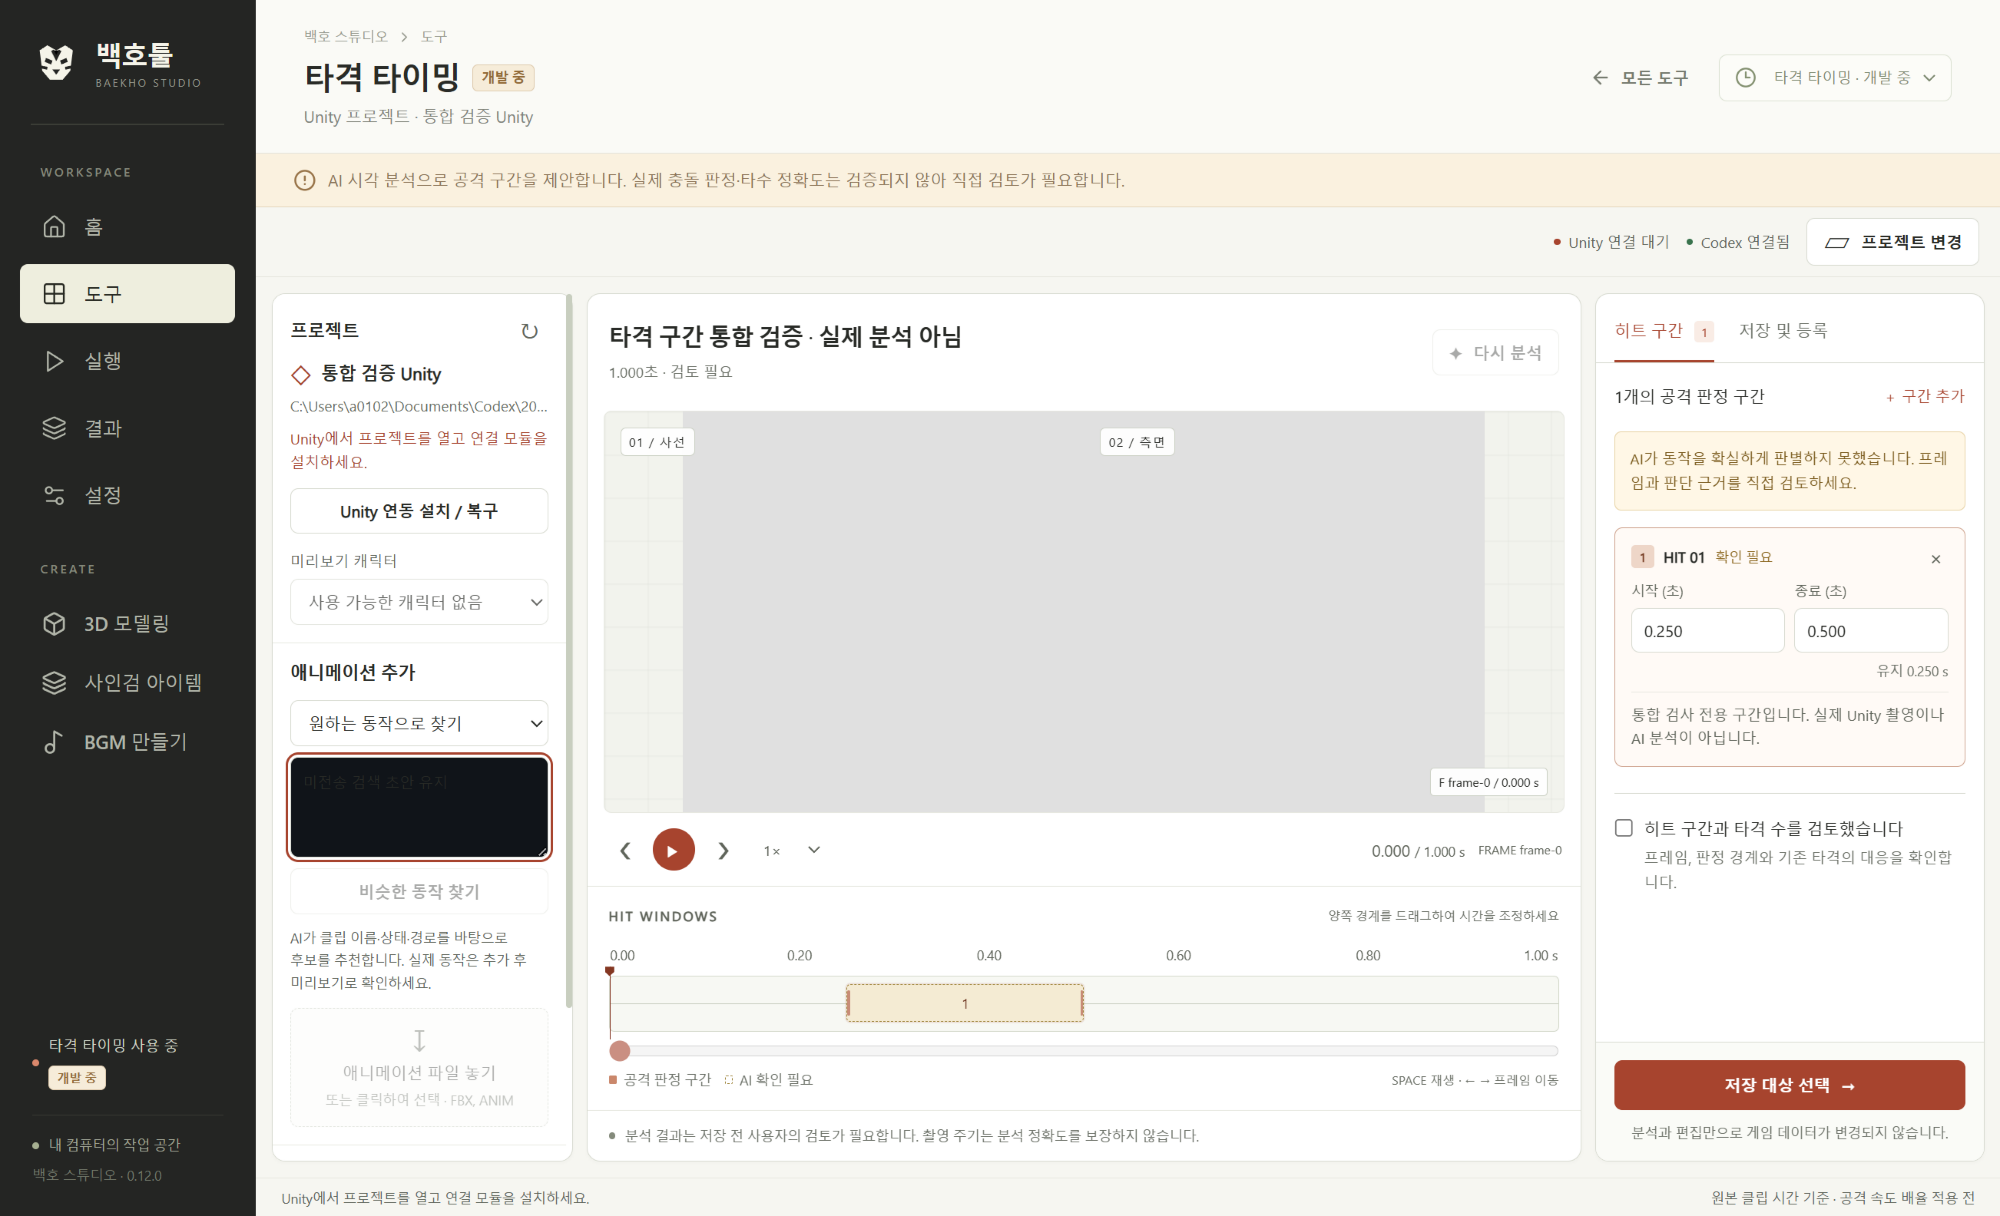 백호툴
BAEKHO STUDIO
WORKSPACE
홈
도구
실행
결과
설정
CREATE
3D 모델링
사인검 아이템
BGM 만들기
타격 타이밍 사용 중
개발 중
내 컴퓨터의 작업 공간
백호 스튜디오 · 0.12.0
백호 스튜디오 > 도구
타격 타이밍 개발 중
Unity 프로젝트 · 통합 검증 Unity
← 모든 도구
타격 타이밍 · 개발 중
AI 시각 분석으로 공격 구간을 제안합니다. 실제 충돌 판정·타수 정확도는 검증되지 않아 직접 검토가 필요합니다.
Unity 연결 대기
Codex 연결됨
프로젝트 변경
프로젝트
통합 검증 Unity
C:\Users\a0102\Documents\Codex\20...
Unity에서 프로젝트를 열고 연결 모듈을
설치하세요.
Unity 연동 설치 / 복구
미리보기 캐릭터
사용 가능한 캐릭터 없음
애니메이션 추가
원하는 동작으로 찾기
미전송 검색 초안 유지
비슷한 동작 찾기
AI가 클립 이름·상태·경로를 바탕으로
후보를 추천합니다. 실제 동작은 추가 후
미리보기로 확인하세요.
애니메이션 파일 놓기
또는 클릭하여 선택 · FBX, ANIM
타격 구간 통합 검증 · 실제 분석 아님
1.000초 · 검토 필요
다시 분석
01 / 사선
02 / 측면
F frame-0 / 0.000 s
1×
0.000 / 1.000 s FRAME frame-0
HIT WINDOWS
양쪽 경계를 드래그하여 시간을 조정하세요
0.00 0.20 0.40 0.60 0.80 1.00 s
1
공격 판정 구간 AI 확인 필요
SPACE 재생 · ← → 프레임 이동
분석 결과는 저장 전 사용자의 검토가 필요합니다. 촬영 주기는 분석 정확도를 보장하지 않습니다.
히트 구간 1 저장 및 등록
1개의 공격 판정 구간
+ 구간 추가
AI가 동작을 확실하게 판별하지 못했습니다. 프레
임과 판단 근거를 직접 검토하세요.
1 HIT 01 확인 필요 ×
시작 (초) 종료 (초)
0.250 0.500
유지 0.250 s
통합 검사 전용 구간입니다. 실제 Unity 촬영이나
AI 분석이 아닙니다.
히트 구간과 타격 수를 검토했습니다
프레임, 판정 경계와 기존 타격의 대응을 확인합
니다.
저장 대상 선택 →
분석과 편집만으로 게임 데이터가 변경되지 않습니다.
Unity에서 프로젝트를 열고 연결 모듈을 설치하세요.
원본 클립 시간 기준 · 공격 속도 배율 적용 전